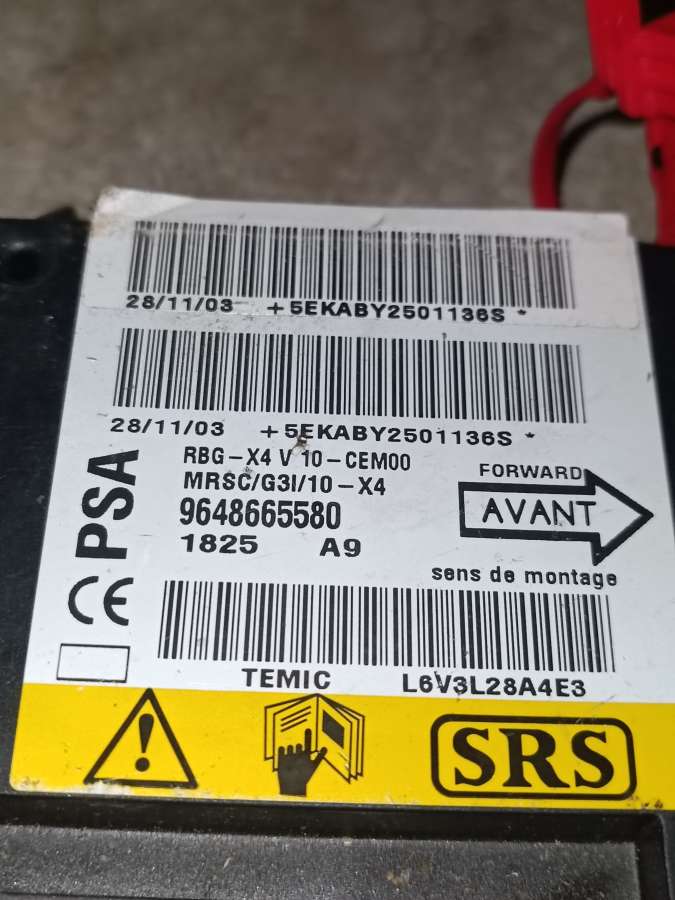 28/11/03 +5EKABY2501136S *
28/11/03 +5EKABY2501136S *
RBG-X4 V 10-CEM00
MRSC/G3I/10-X4
9648665580
1825 A9
PSA
CE
FORWARD
AVANT
sens de montage
TEMIC L6V3L28A4E3
SRS